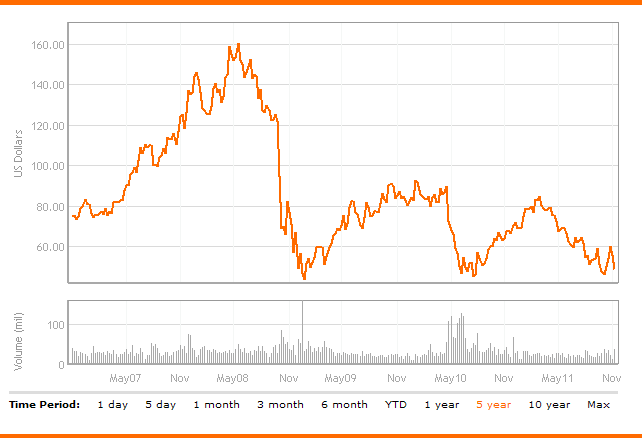 160.00
140.00
120.00
100.00
80.00
60.00
US Dollars
100
0
Volume (mil)
May07 Nov May08 Nov May09 Nov May10 Nov May11 Nov
Time Period: 1 day 5 day 1 month 3 month 6 month YTD 1 year 5 year 10 year Max